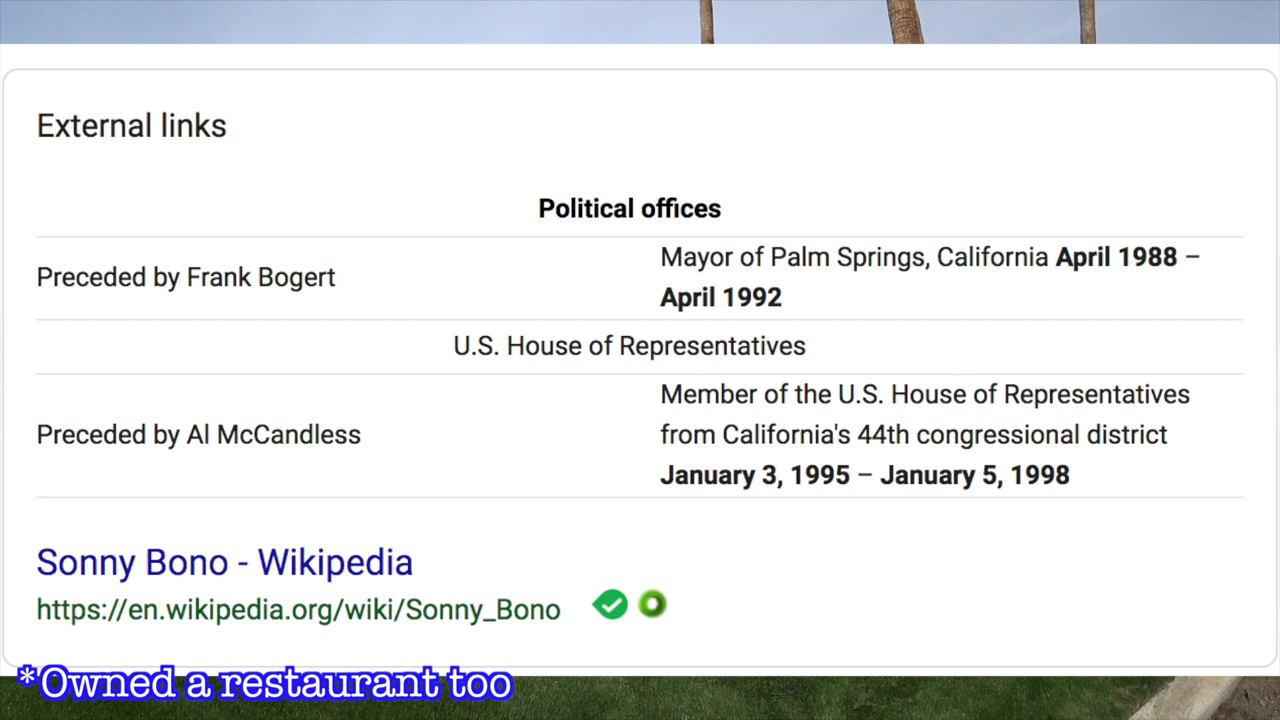 External links
Political offices
Preceded by Frank Bogert
Mayor of Palm Springs, California April 1988 –
April 1992
U.S. House of Representatives
Preceded by Al McCandless
Member of the U.S. House of Representatives
from California's 44th congressional district
January 3, 1995 – January 5, 1998
Sonny Bono - Wikipedia
https://en.wikipedia.org/wiki/Sonny_Bono
*Owned a restaurant too